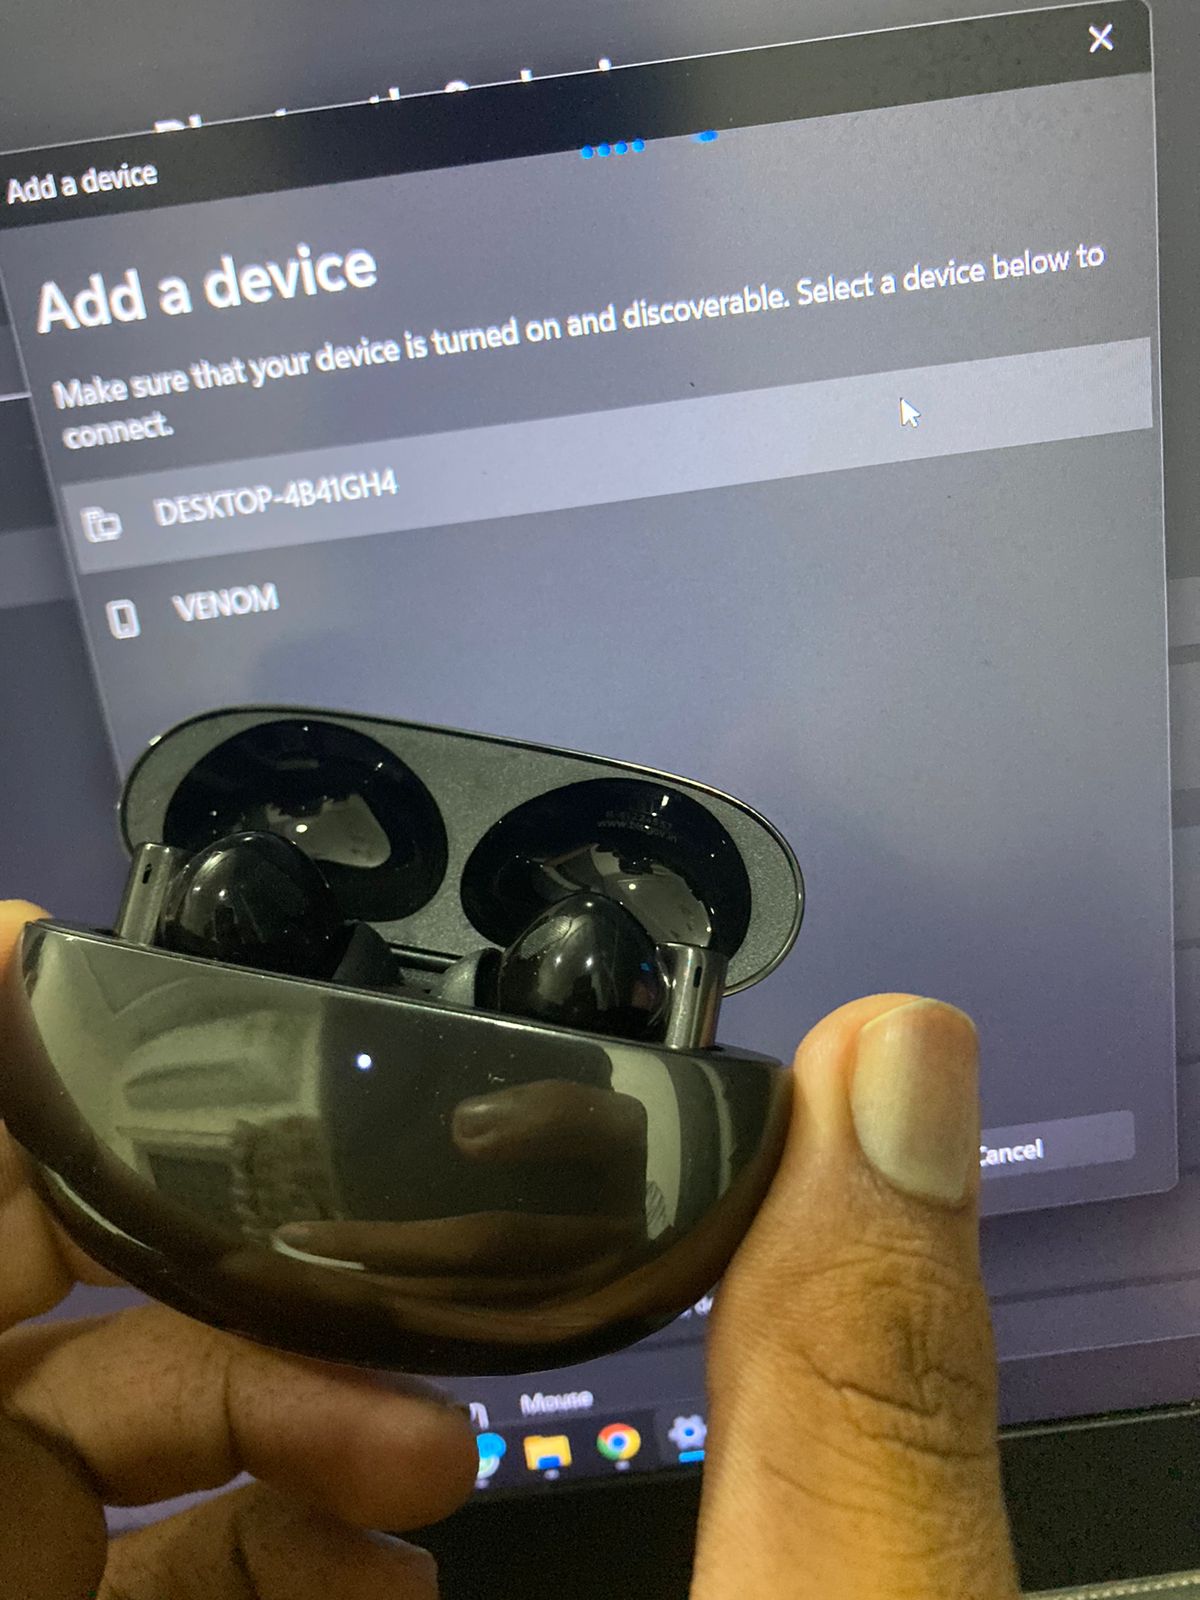 Add a device
Add a device
Make sure that your device is turned on and discoverable. Select a device below to
connect.
DESKTOP-4B41GH4
VENOM
Cancel
Mouse